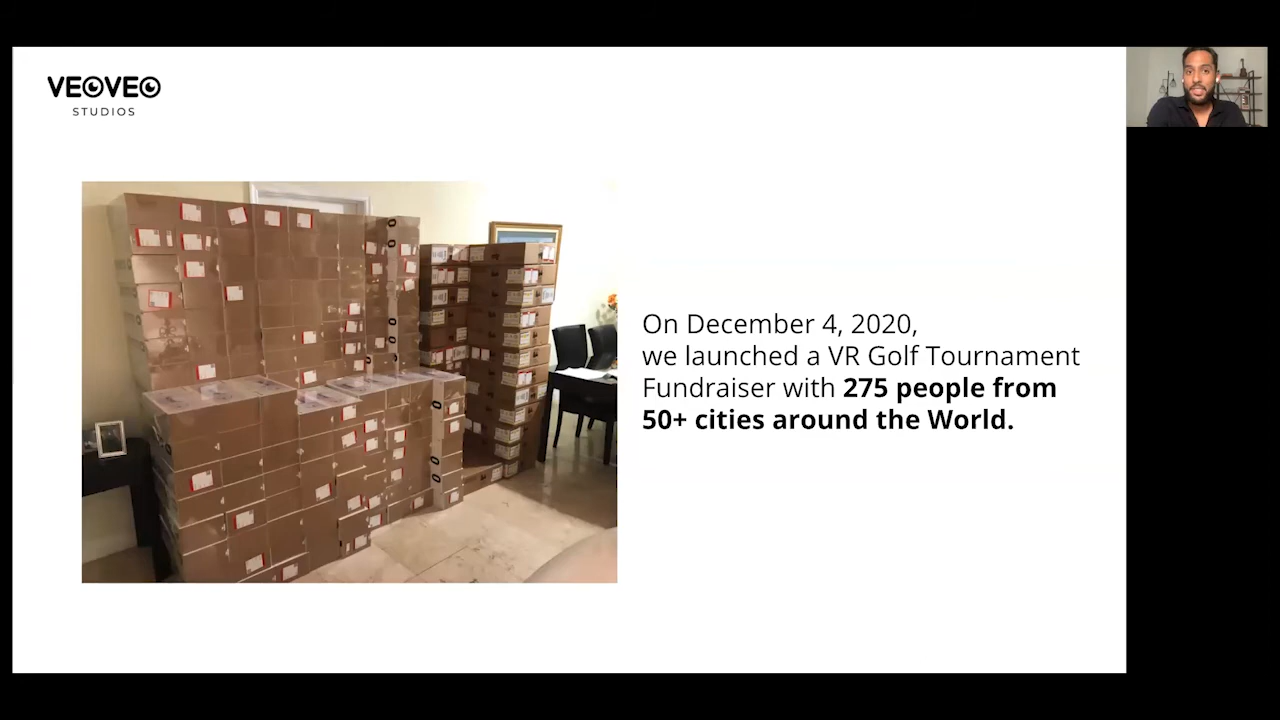 VEOVEO
STUDIOS
On December 4, 2020,
we launched a VR Golf Tournament
Fundraiser with 275 people from
50+ cities around the World.